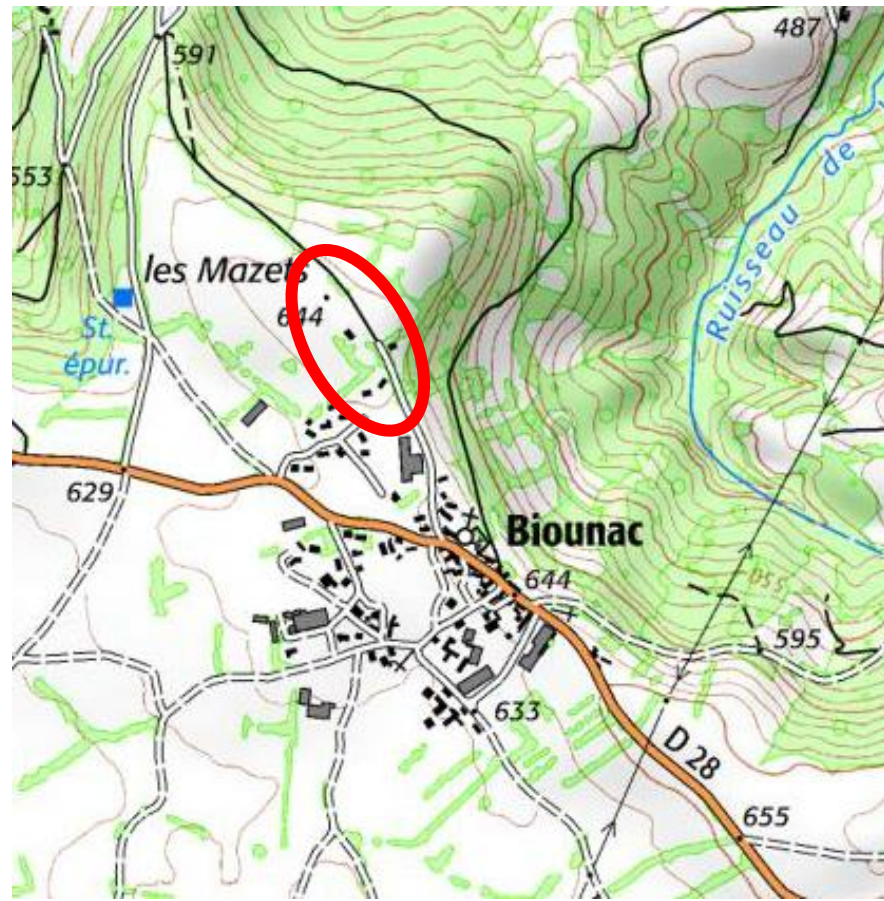 591
487
553
Ruisseau de
les Mazets
644
St.
épur.
629
Biounac
644
595
633
D 28
655